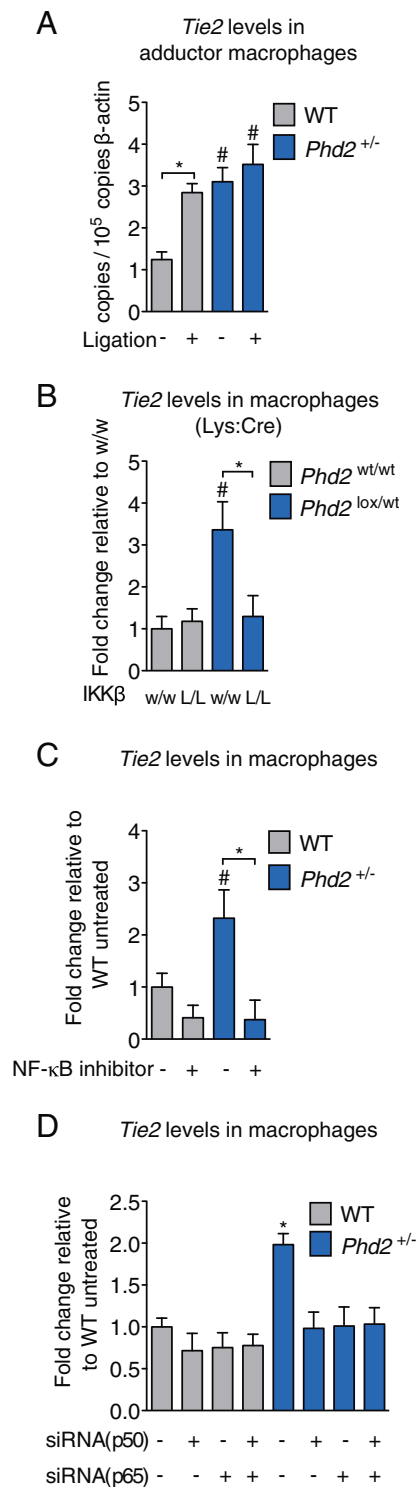 A
Tie2 levels in
adductor macrophages
copies / 10⁵ copies β-actin
5
4
3
2
1
0
* # #
WT
Phd2 +/-
Ligation - + - +
B
Tie2 levels in macrophages
(Lys:Cre)
Fold change relative to w/w
5
4
3
2
1
0
# *
Phd2 wt/wt
Phd2 lox/wt
IKKβ w/w L/L w/w L/L
C
Tie2 levels in macrophages
Fold change relative to
WT untreated
4
3
2
1
0
# *
WT
Phd2 +/-
NF-κB inhibitor - + - +
D
Tie2 levels in macrophages
Fold change relative
to WT untreated
2.5
2.0
1.5
1.0
0.5
0.0
*
WT
Phd2 +/-
siRNA(p50) - + - + - + - +
siRNA(p65) - - + + - - + +